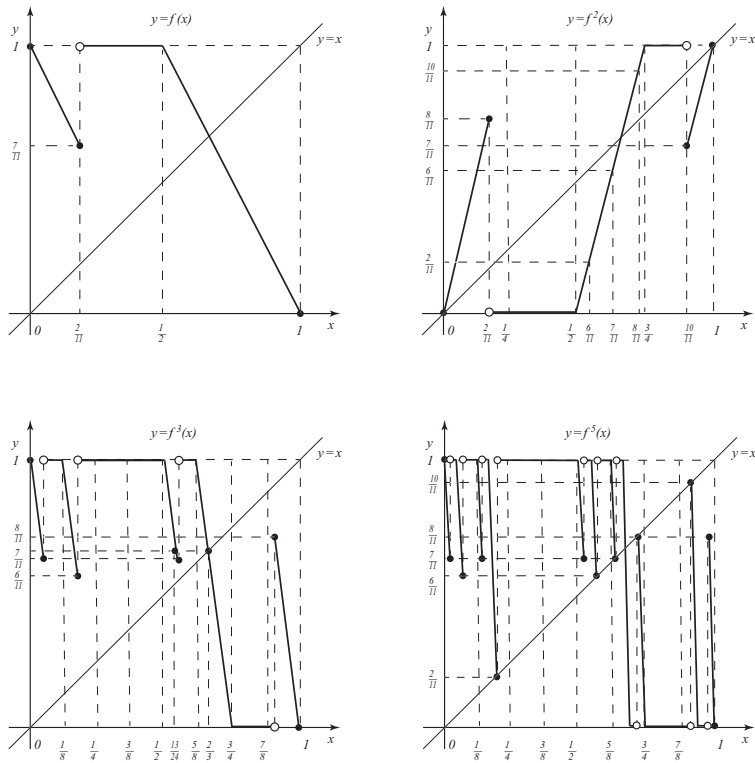 y=f(x)
y
1
y=x
7/11
0 2/11 1/2 1 x
y=f²(x)
y
1
y=x
10/11
8/11
7/11
6/11
2/11
0 2/11 1/4 1/2 6/11 7/11 8/11 3/4 10/11 1 x
y=f³(x)
y
1
y=x
8/11
7/11
6/11
0 1/8 1/4 3/8 1/2 13/24 5/8 2/3 3/4 7/8 1 x
y=f⁵(x)
y
1
y=x
10/11
8/11
7/11
6/11
2/11
0 1/8 1/4 3/8 1/2 5/8 3/4 7/8 1 x